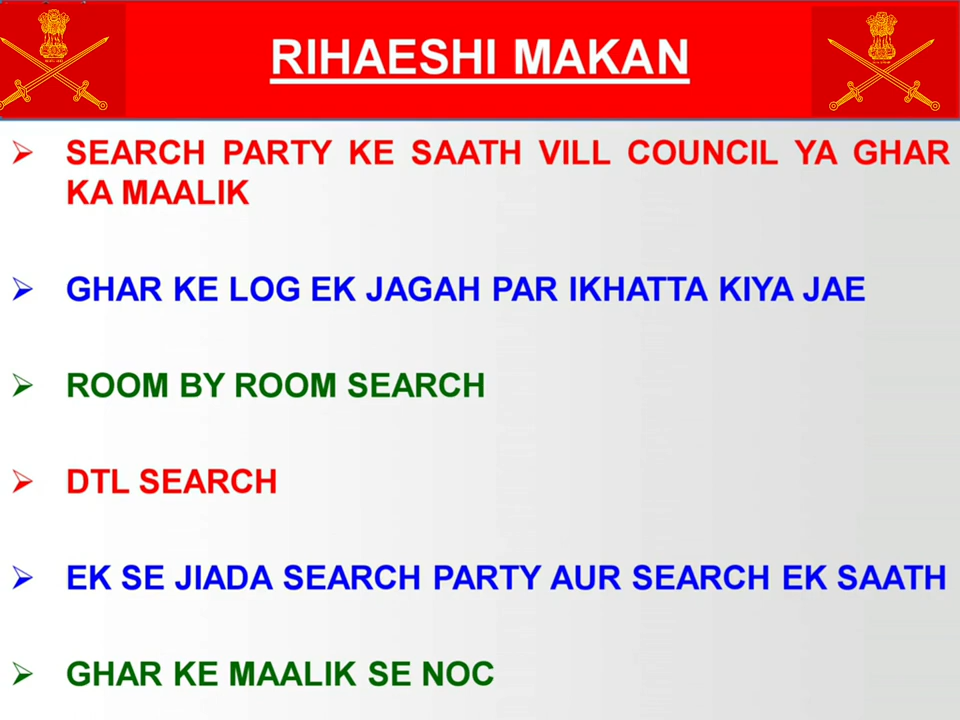 RIHAESHI MAKAN
SEARCH PARTY KE SAATH VILL COUNCIL YA GHAR
KA MAALIK
GHAR KE LOG EK JAGAH PAR IKHATTA KIYA JAE
ROOM BY ROOM SEARCH
DTL SEARCH
EK SE JIADA SEARCH PARTY AUR SEARCH EK SAATH
GHAR KE MAALIK SE NOC